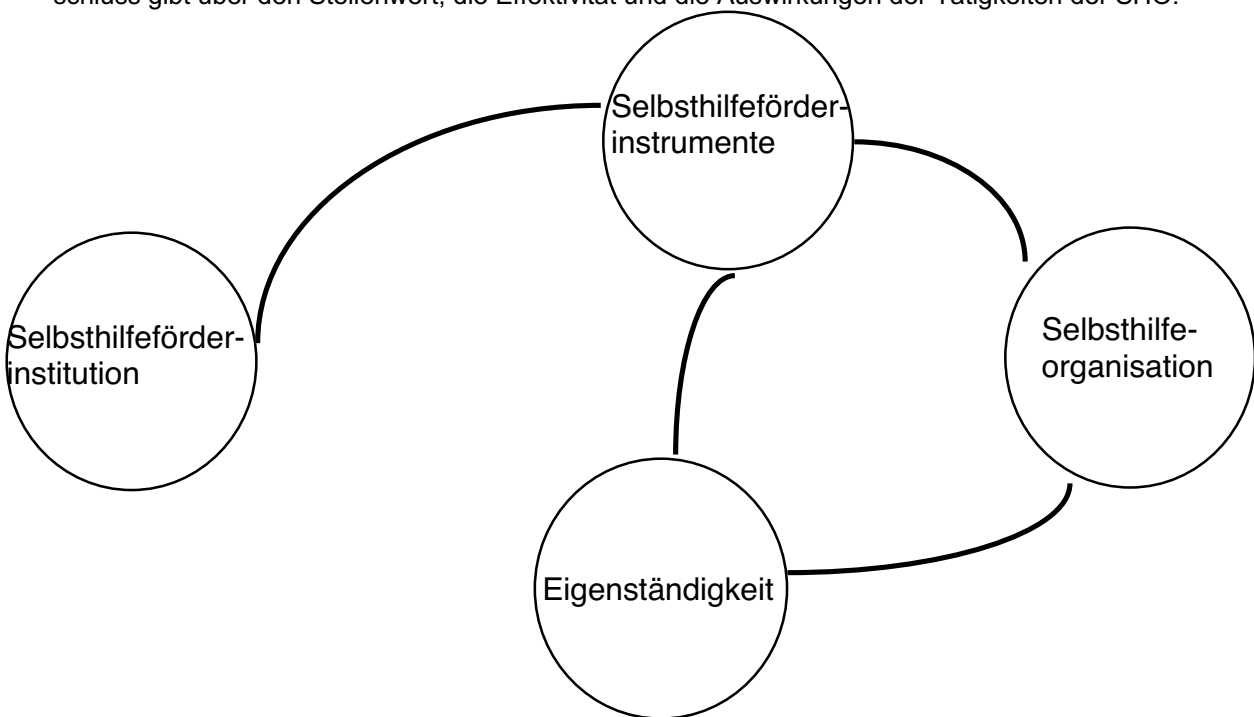 schluss gibt über den Stellenwert, die Effektivität und die Auswirkungen der Tätigkeiten der SHO.
Selbsthilfeförder-
instrumente
Selbsthilfeförder-
institution
Selbsthilfe-
organisation
Eigenständigkeit